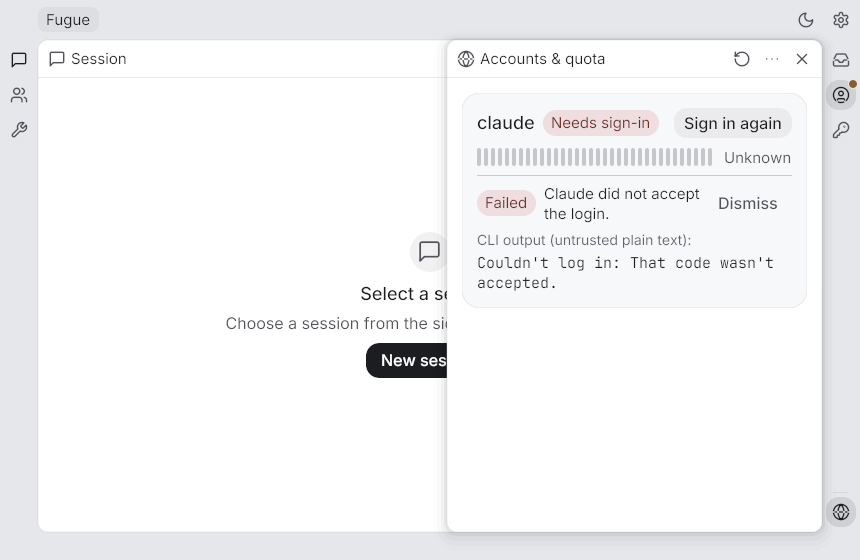 Fugue
Session
Select a se
Choose a session from the si
New ses
Accounts & quota
claude
Needs sign-in
Sign in again
Unknown
Failed
Claude did not accept
the login.
Dismiss
CLI output (untrusted plain text):
Couldn't log in: That code wasn't
accepted.